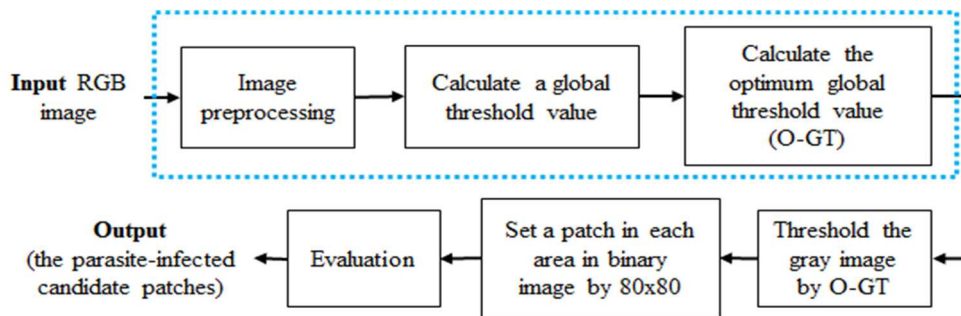 Input RGB
image
Image
preprocessing
Calculate a global
threshold value
Calculate the
optimum global
threshold value
(O-GT)
Threshold the
gray image
by O-GT
Set a patch in each
area in binary
image by 80x80
Evaluation
Output
(the parasite-infected
candidate patches)